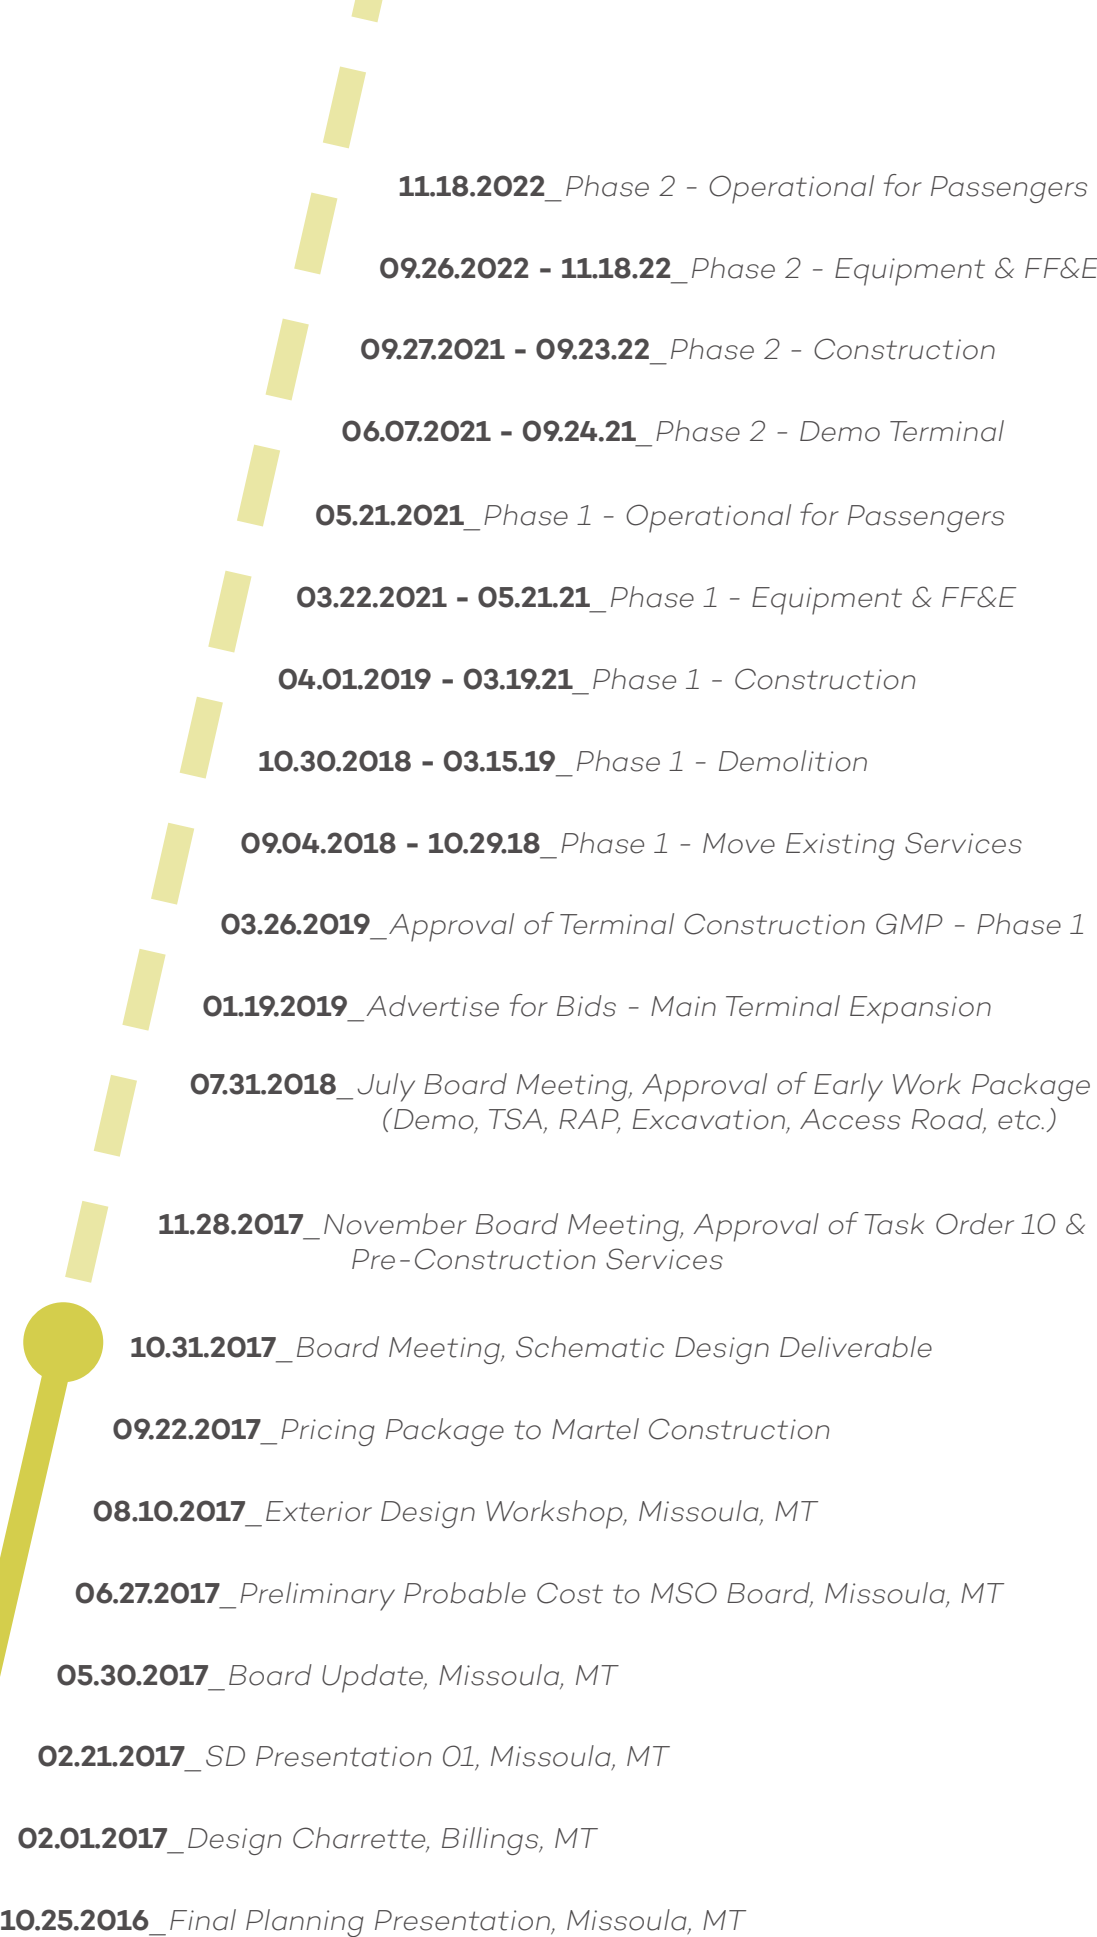 11.18.2022_Phase 2 - Operational for Passengers
09.26.2022 - 11.18.22_Phase 2 - Equipment & FF&E
09.27.2021 - 09.23.22_Phase 2 - Construction
06.07.2021 - 09.24.21_Phase 2 - Demo Terminal
05.21.2021_Phase 1 - Operational for Passengers
03.22.2021 - 05.21.21_Phase 1 - Equipment & FF&E
04.01.2019 - 03.19.21_Phase 1 - Construction
10.30.2018 - 03.15.19_Phase 1 - Demolition
09.04.2018 - 10.29.18_Phase 1 - Move Existing Services
03.26.2019_Approval of Terminal Construction GMP - Phase 1
01.19.2019_Advertise for Bids - Main Terminal Expansion
07.31.2018_July Board Meeting, Approval of Early Work Package
(Demo, TSA, RAP, Excavation, Access Road, etc.)
11.28.2017_November Board Meeting, Approval of Task Order 10 &
Pre-Construction Services
10.31.2017_Board Meeting, Schematic Design Deliverable
09.22.2017_Pricing Package to Martel Construction
08.10.2017_Exterior Design Workshop, Missoula, MT
06.27.2017_Preliminary Probable Cost to MSO Board, Missoula, MT
05.30.2017_Board Update, Missoula, MT
02.21.2017_SD Presentation 01, Missoula, MT
02.01.2017_Design Charrette, Billings, MT
10.25.2016_Final Planning Presentation, Missoula, MT